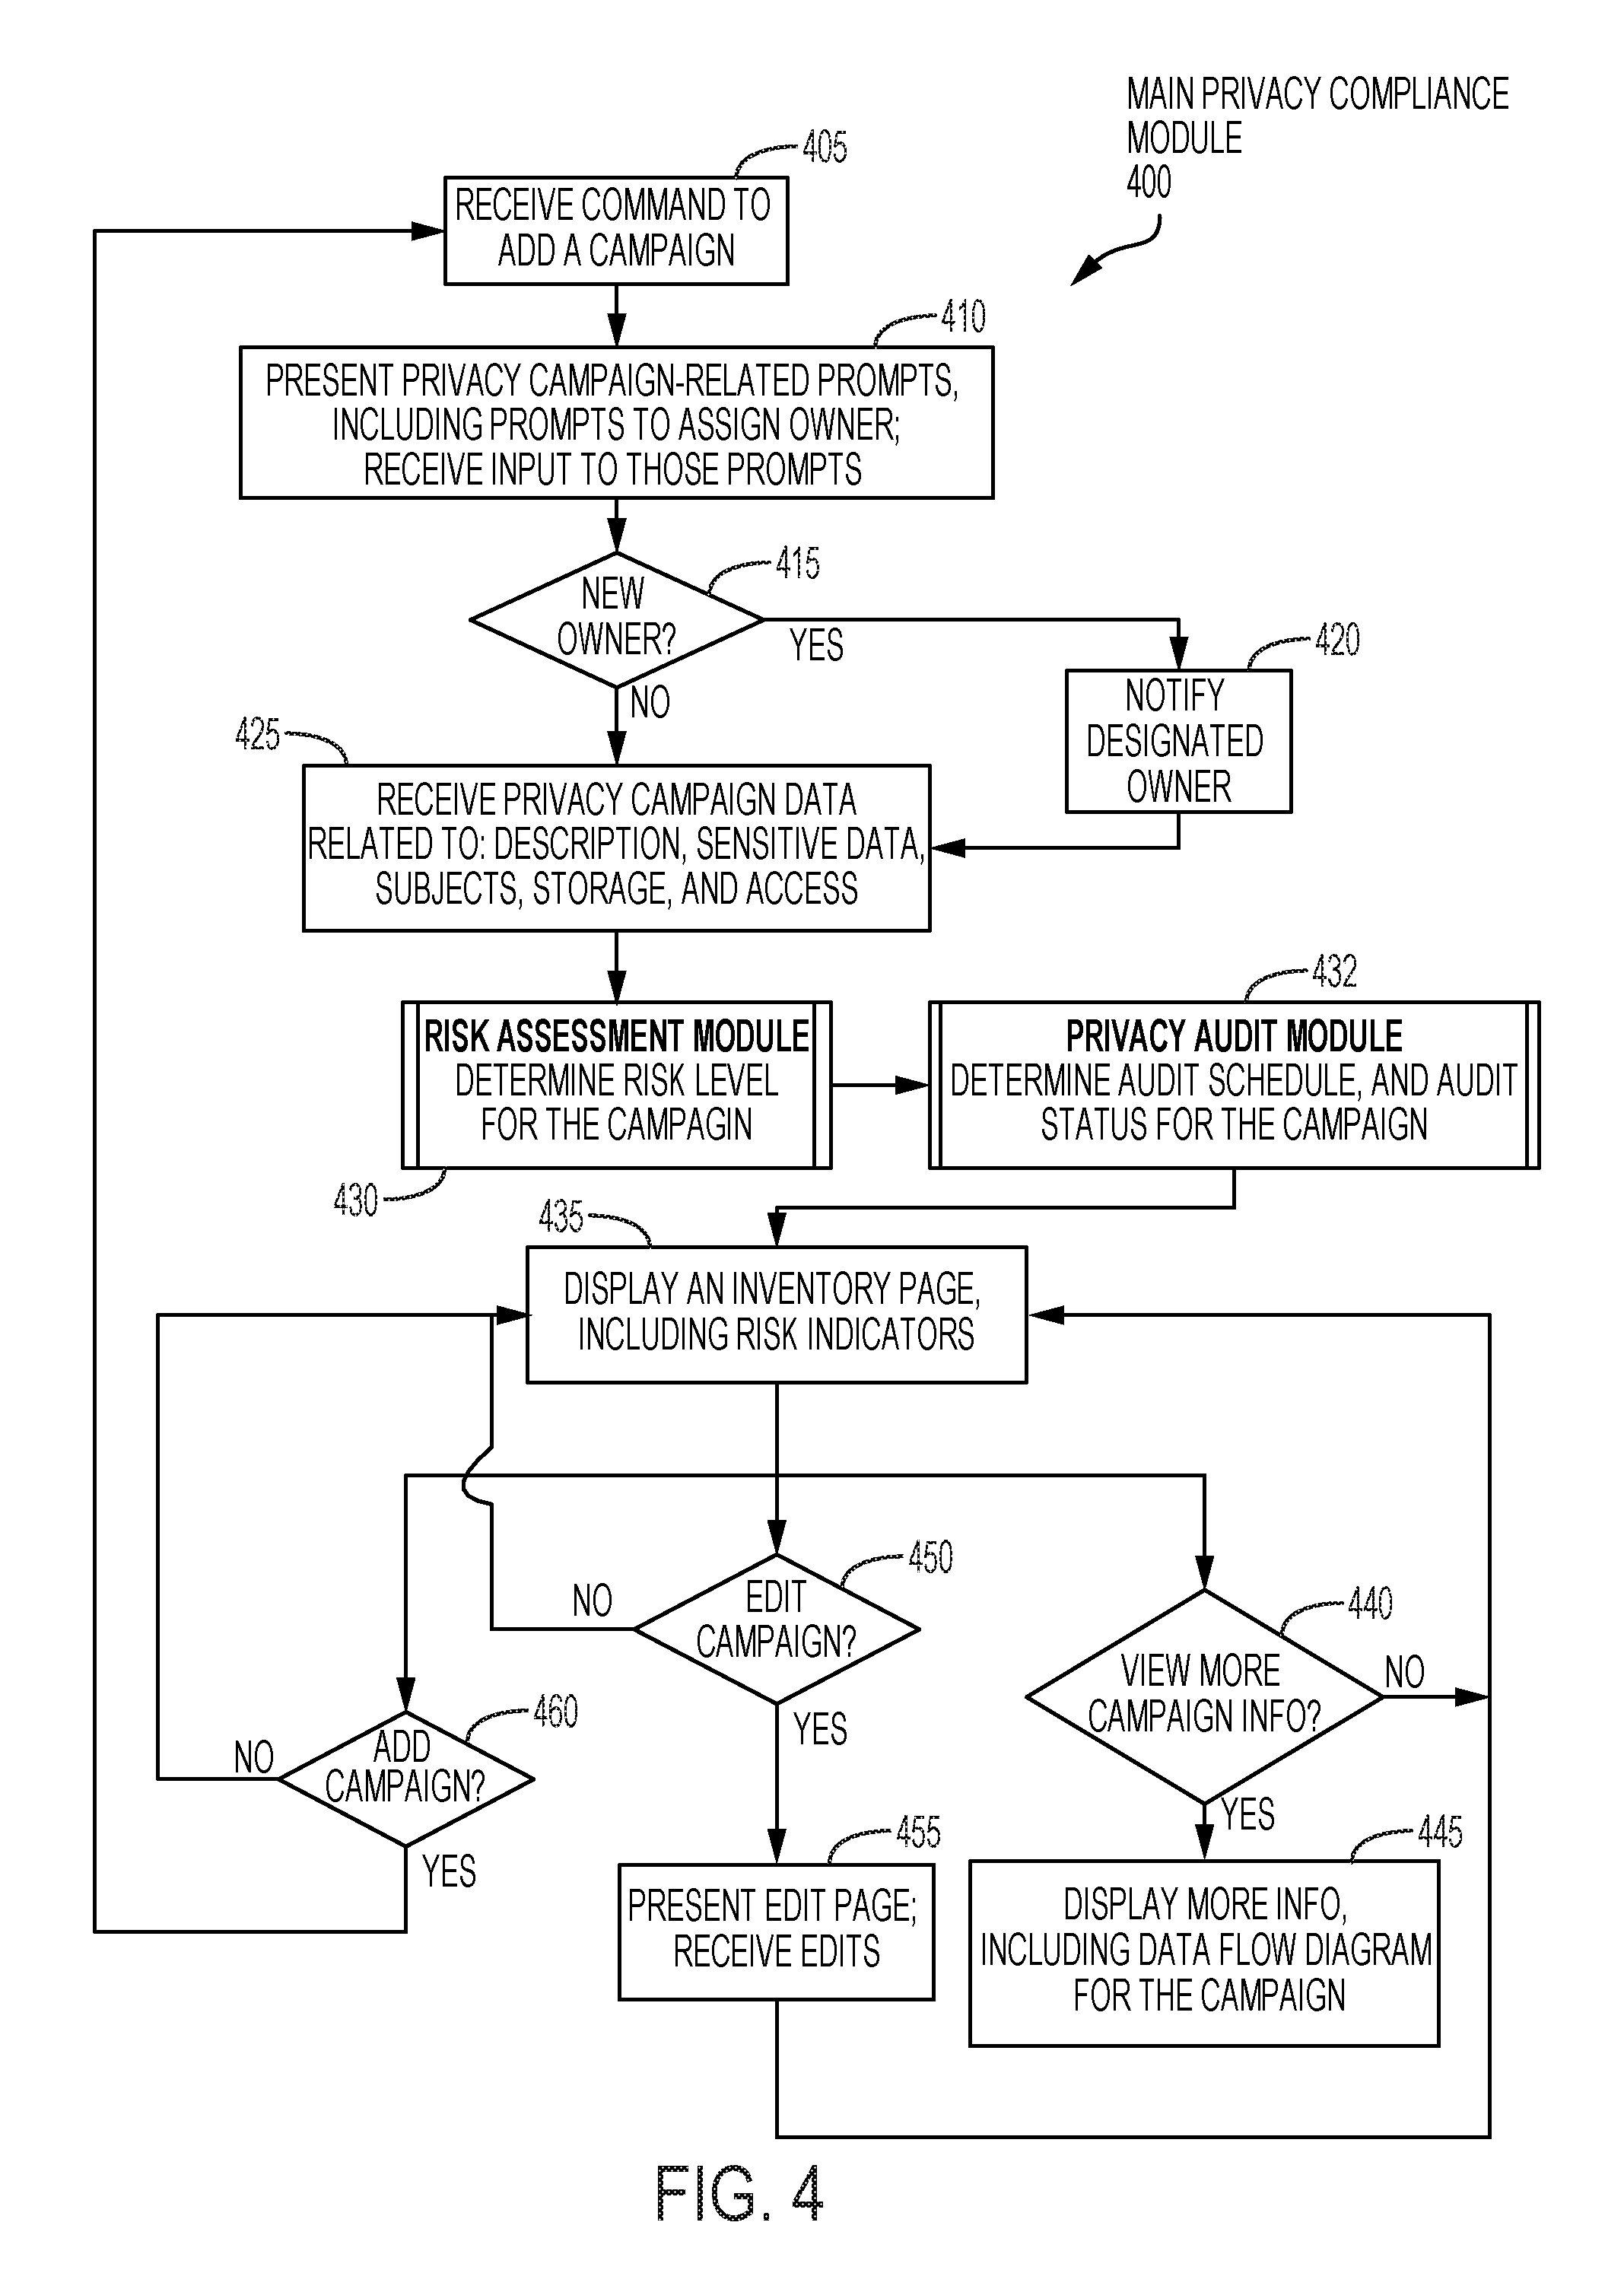 MAIN PRIVACY COMPLIANCE
MODULE
400
405
RECEIVE COMMAND TO
ADD A CAMPAIGN
410
PRESENT PRIVACY CAMPAIGN-RELATED PROMPTS,
INCLUDING PROMPTS TO ASSIGN OWNER;
RECEIVE INPUT TO THOSE PROMPTS
415
NEW
OWNER?
YES
NO
420
NOTIFY
DESIGNATED
OWNER
425
RECEIVE PRIVACY CAMPAIGN DATA
RELATED TO: DESCRIPTION, SENSITIVE DATA,
SUBJECTS, STORAGE, AND ACCESS
RISK ASSESSMENT MODULE
DETERMINE RISK LEVEL
FOR THE CAMPAGIN
430
432
PRIVACY AUDIT MODULE
DETERMINE AUDIT SCHEDULE, AND AUDIT
STATUS FOR THE CAMPAIGN
435
DISPLAY AN INVENTORY PAGE,
INCLUDING RISK INDICATORS
450
EDIT
CAMPAIGN?
NO
YES
440
VIEW MORE
CAMPAIGN INFO?
NO
YES
460
ADD
CAMPAIGN?
NO
YES
455
PRESENT EDIT PAGE;
RECEIVE EDITS
445
DISPLAY MORE INFO,
INCLUDING DATA FLOW DIAGRAM
FOR THE CAMPAIGN
FIG. 4